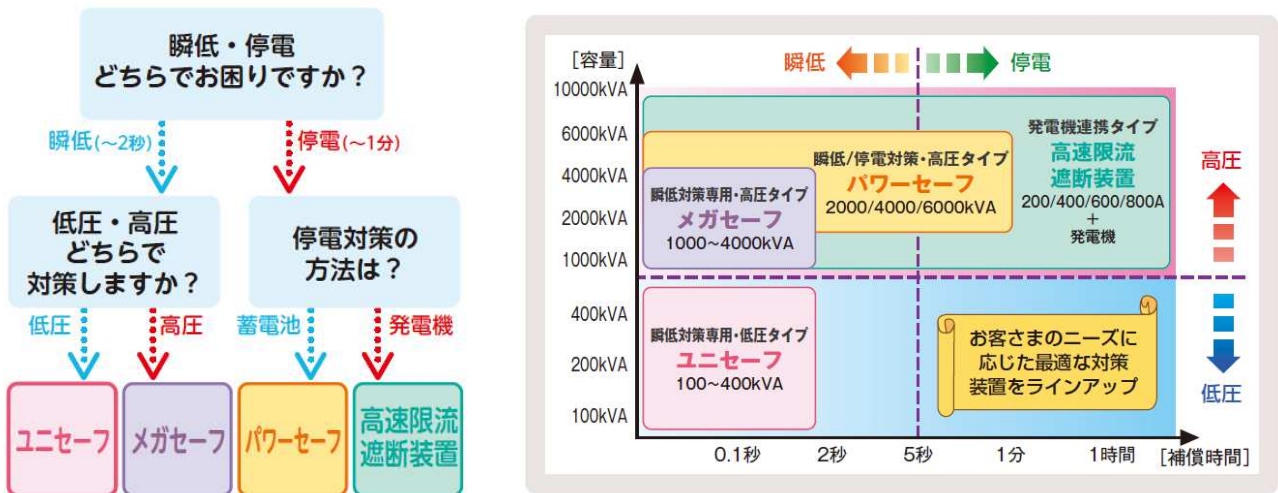 瞬低・停電
どちらでお困りですか？
瞬低(～2秒)
停電(～1分)
低圧・高圧
どちらで
対策しますか？
停電対策の
方法は？
低圧
高圧
蓄電池
発電機
ユニセーフ
メガセーフ
パワーセーフ
高速限流
遮断装置
[容量]
瞬低
停電
10000kVA
6000kVA
4000kVA
2000kVA
1000kVA
400kVA
200kVA
100kVA
発電機連携タイプ
高速限流
遮断装置
200/400/600/800A
+
発電機
瞬低/停電対策・高圧タイプ
パワーセーフ
2000/4000/6000kVA
瞬低対策専用・高圧タイプ
メガセーフ
1000~4000kVA
瞬低対策専用・低圧タイプ
ユニセーフ
100~400kVA
お客さまのニーズに
応じた最適な対策
装置をラインアップ
高圧
低圧
0.1秒
2秒
5秒
1分
1時間
[補償時間]